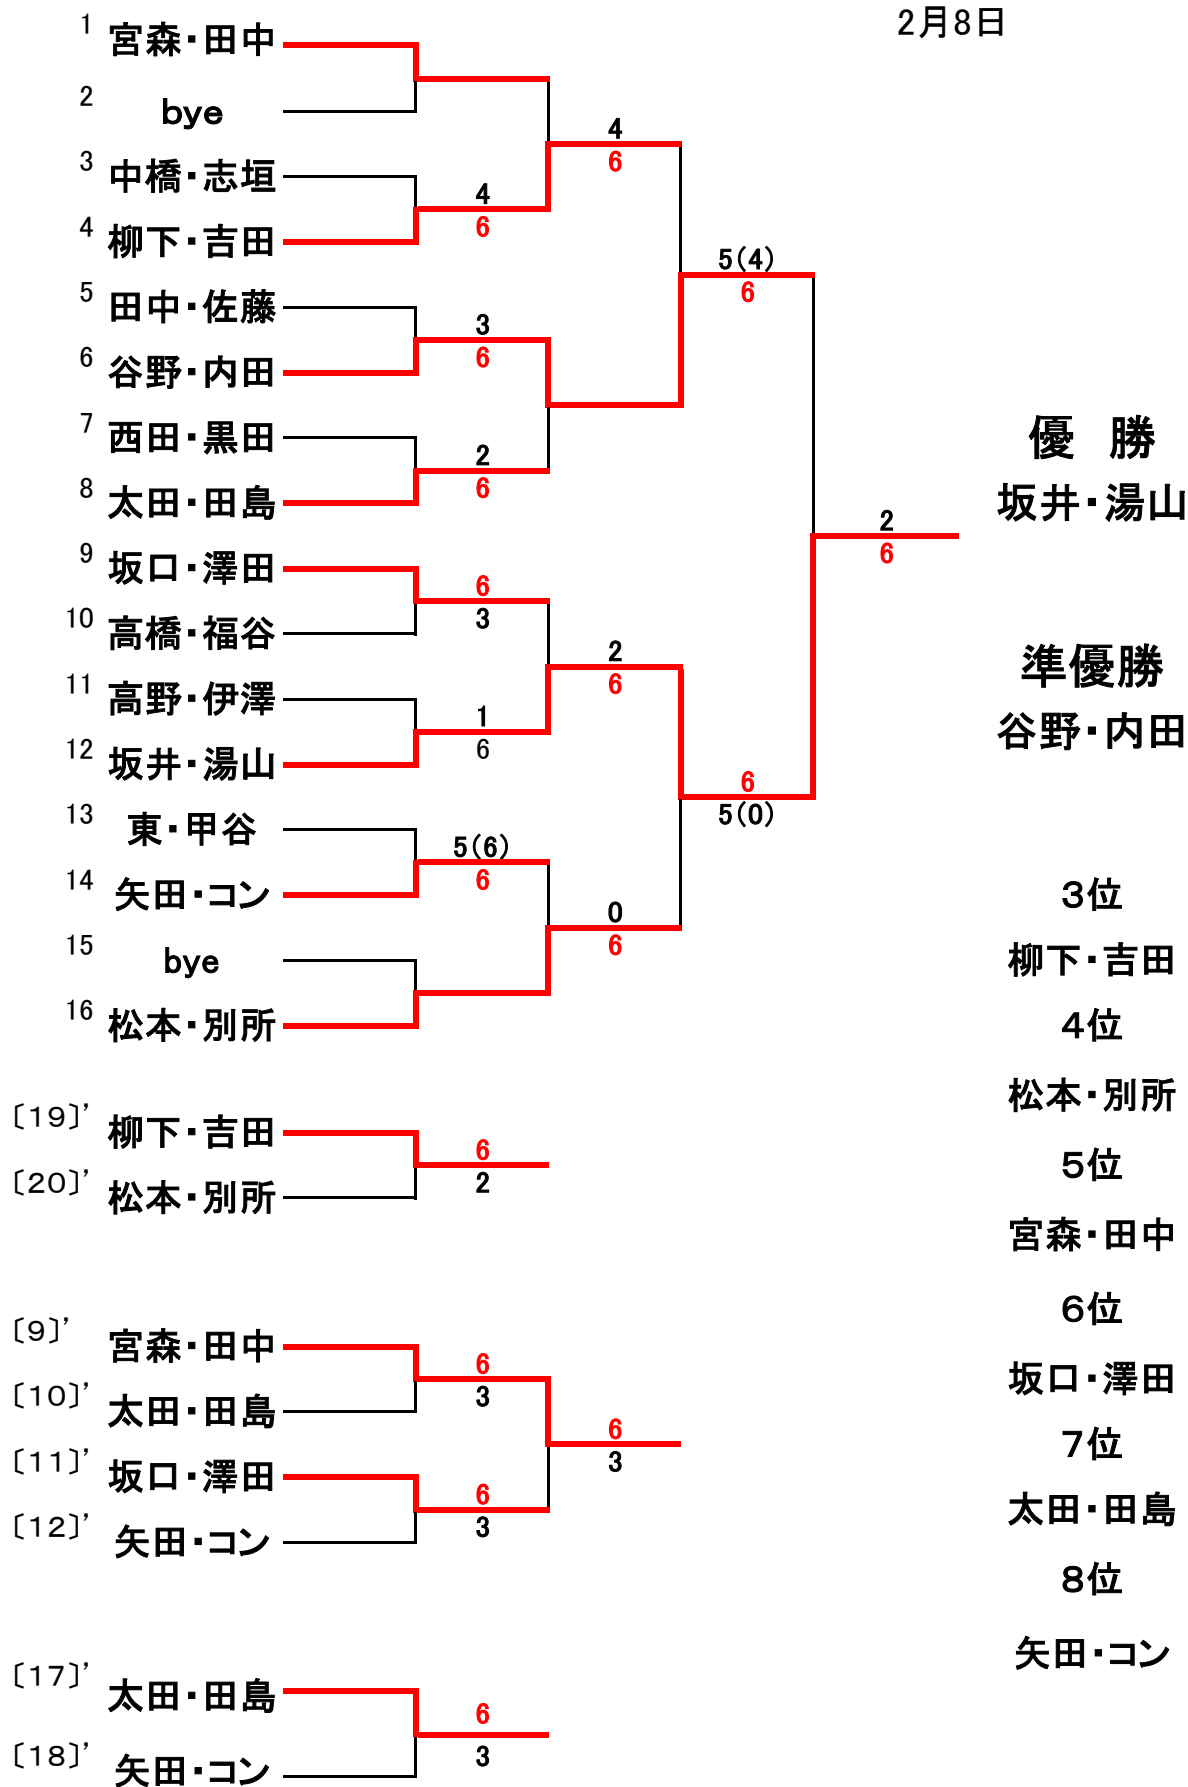 2月8日
1 宮森・田中
2 bye
4
6
3 中橋・志垣
4
6
4 柳下・吉田
5(4)
6
5 田中・佐藤
3
6
6 谷野・内田
7 西田・黒田
2
6
8 太田・田島
優　勝
坂井・湯山
2
6
9 坂口・澤田
6
3
10 高橋・福谷
2
6
準優勝
谷野・内田
11 高野・伊澤
1
6
12 坂井・湯山
6
5(0)
13 東・甲谷
5(6)
6
14 矢田・コン
0
6
15 bye
16 松本・別所
3位
柳下・吉田
4位
松本・別所
5位
宮森・田中
6位
坂口・澤田
7位
太田・田島
8位
矢田・コン
〔19〕’ 柳下・吉田
6
2
〔20〕’ 松本・別所
〔9〕’ 宮森・田中
6
3
〔10〕’ 太田・田島
6
3
〔11〕’ 坂口・澤田
6
3
〔12〕’ 矢田・コン
〔17〕’ 太田・田島
6
3
〔18〕’ 矢田・コン